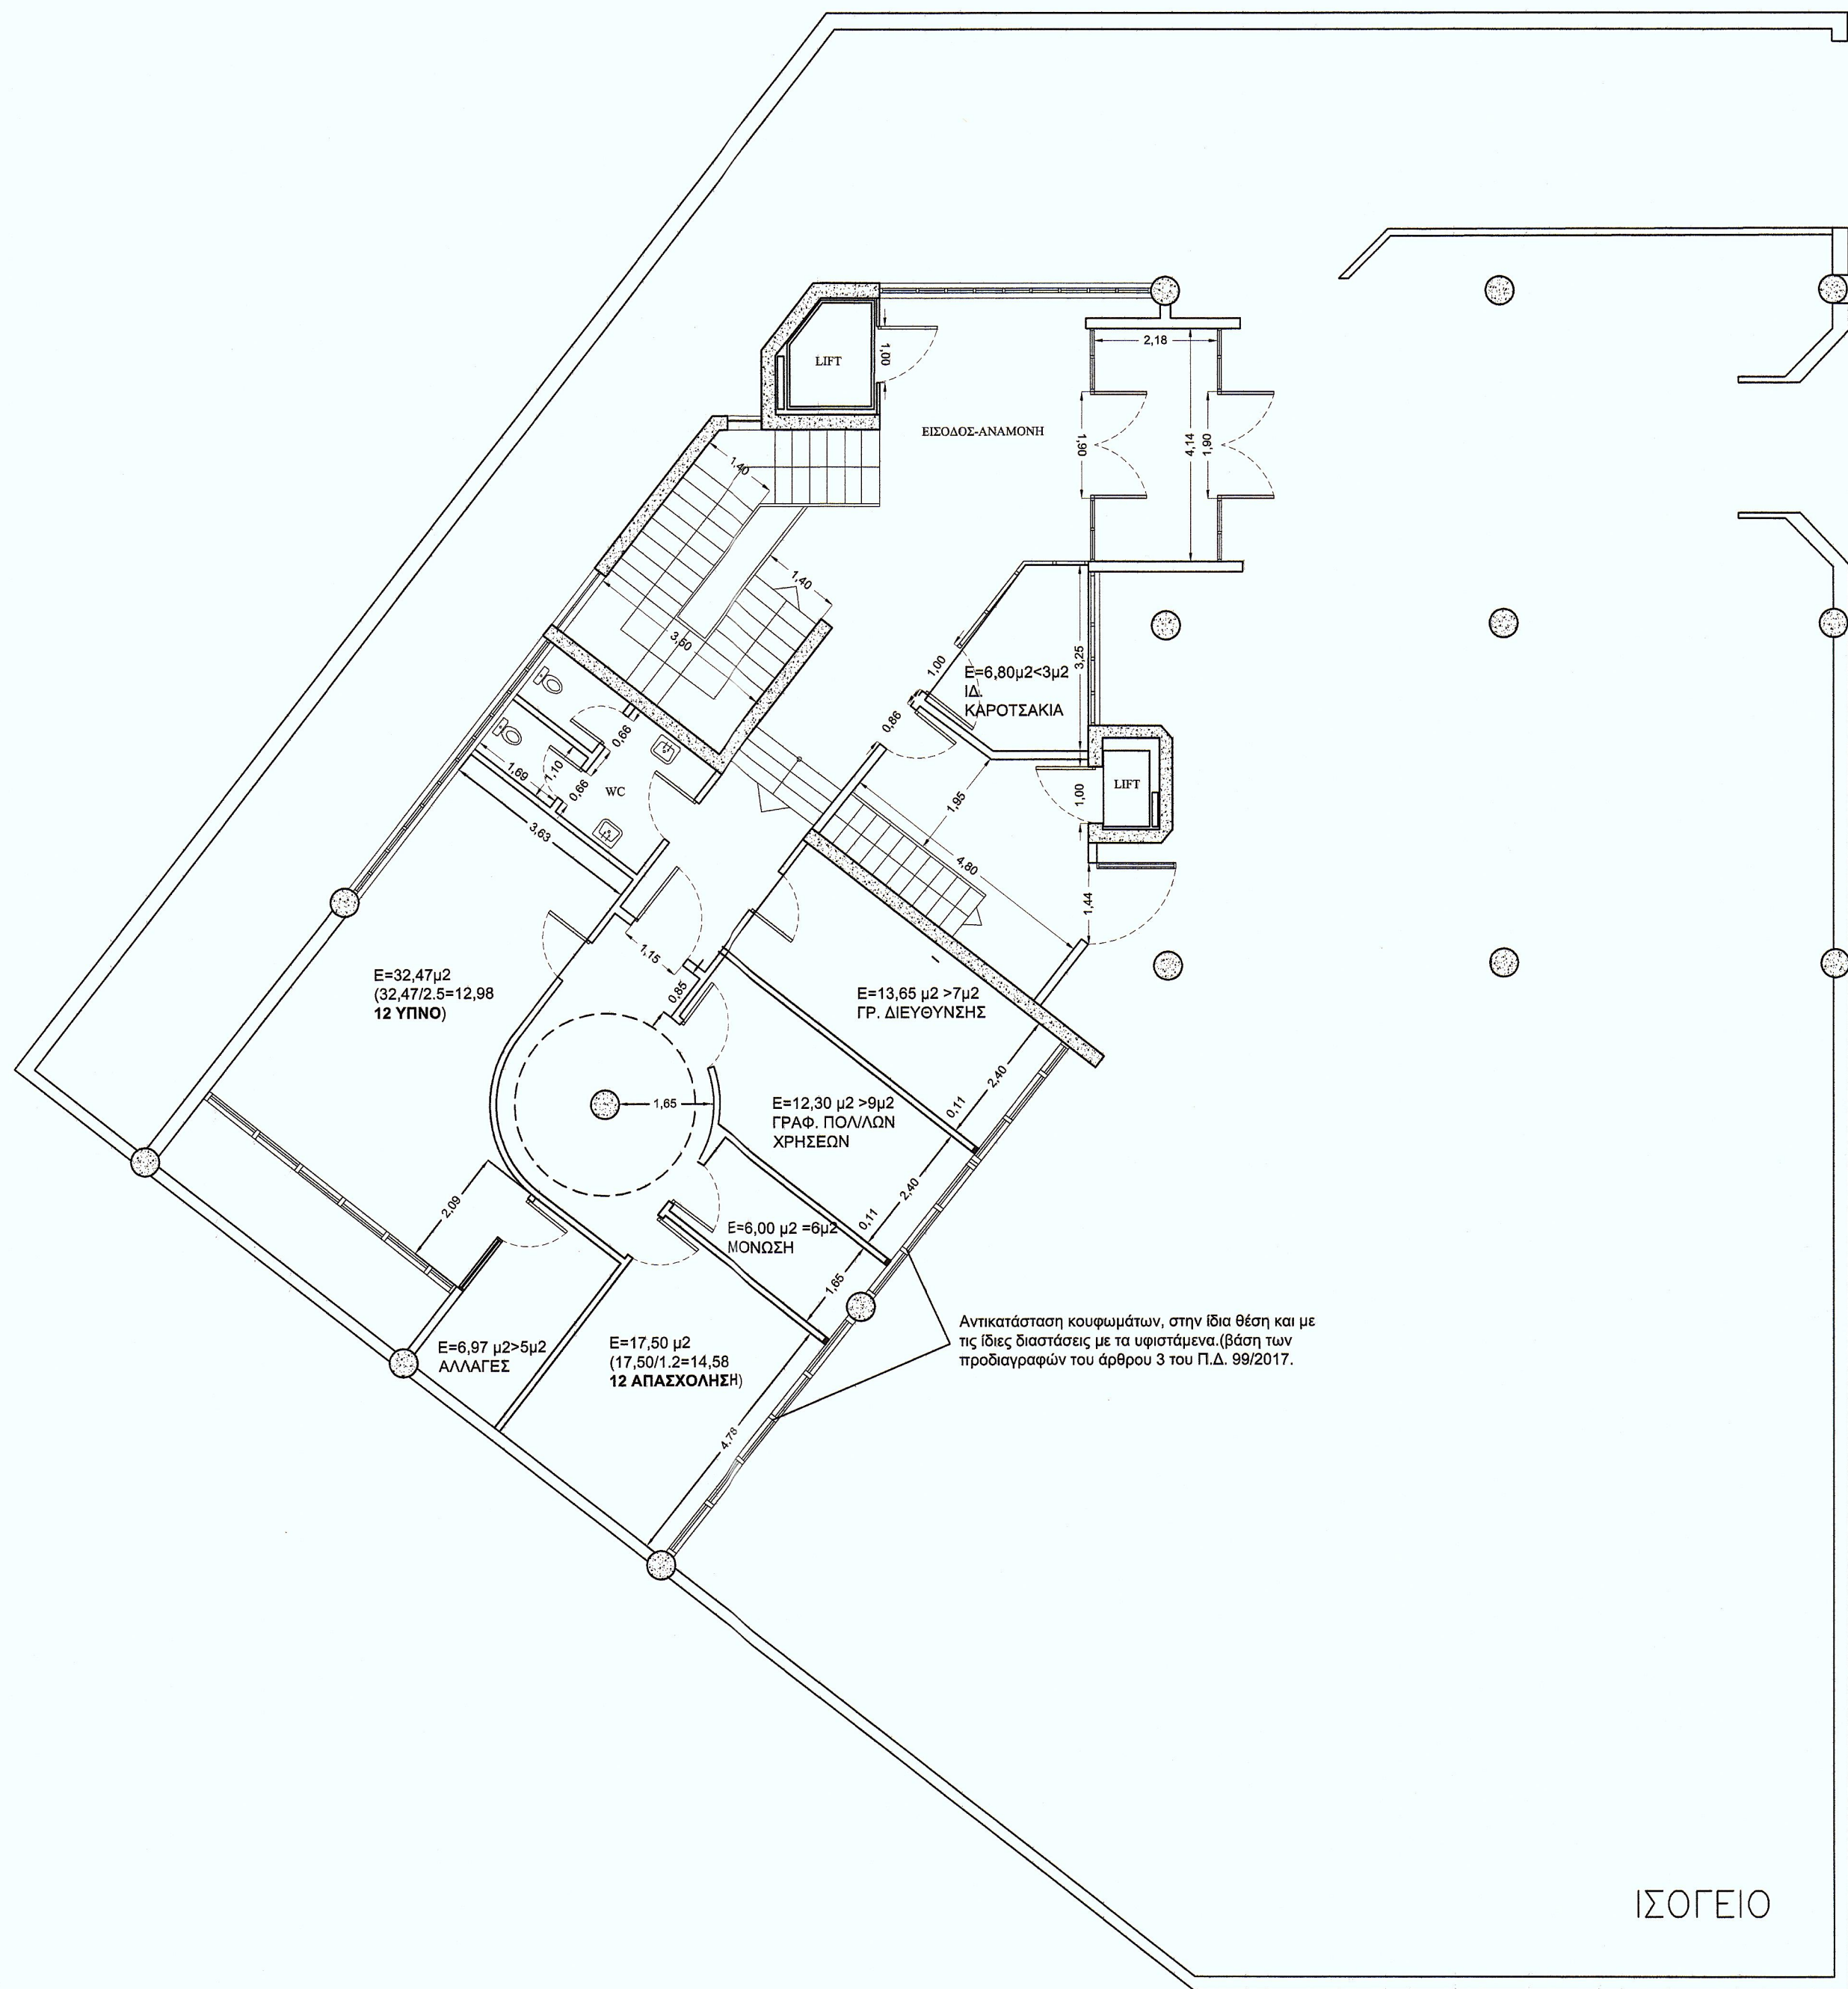 LIFT
1,00
2,18
ΕΙΣΟΔΟΣ-ΑΝΑΜΟΝΗ
1,90
4,14
1,90
1,40
1,40
3,50
3,25
1,00
Ε=6,80μ2<3μ2
ΙΔ.
ΚΑΡΟΤΣΑΚΙΑ
0,86
0,66
1,69
1,10
0,66
WC
3,63
1,95
LIFT
1,00
4,80
1,44
1,15
0,85
Ε=32,47μ2
(32,47/2.5=12,98
12 ΥΠΝΟ)
Ε=13,65 μ2 >7μ2
ΓΡ. ΔΙΕΥΘΥΝΣΗΣ
2,40
0,11
1,65
Ε=12,30 μ2 >9μ2
ΓΡΑΦ. ΠΟΛ/ΛΩΝ
ΧΡΗΣΕΩΝ
2,40
0,11
2,09
Ε=6,00 μ2 =6μ2
ΜΟΝΩΣΗ
1,65
Ε=6,97 μ2>5μ2
ΑΛΛΑΓΕΣ
Ε=17,50 μ2
(17,50/1.2=14,58
12 ΑΠΑΣΧΟΛΗΣΗ)
4,78
Αντικατάσταση κουφωμάτων, στην ίδια θέση και με
τις ίδιες διαστάσεις με τα υφιστάμενα.(βάση των
προδιαγραφών του άρθρου 3 του Π.Δ. 99/2017.
ΙΣΟΓΕΙΟ